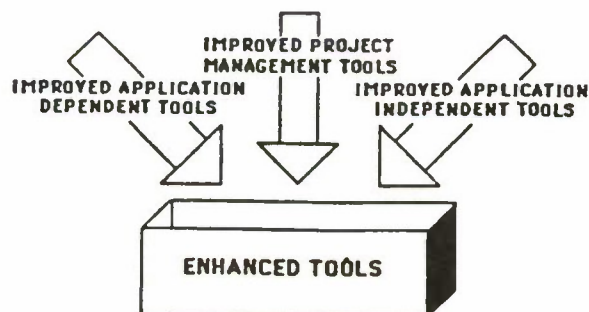 IMPROVED PROJECT
MANAGEMENT TOOLS
IMPROVED APPLICATION
DEPENDENT TOOLS
IMPROVED APPLICATION
INDEPENDENT TOOLS
ENHANCED TOOLS